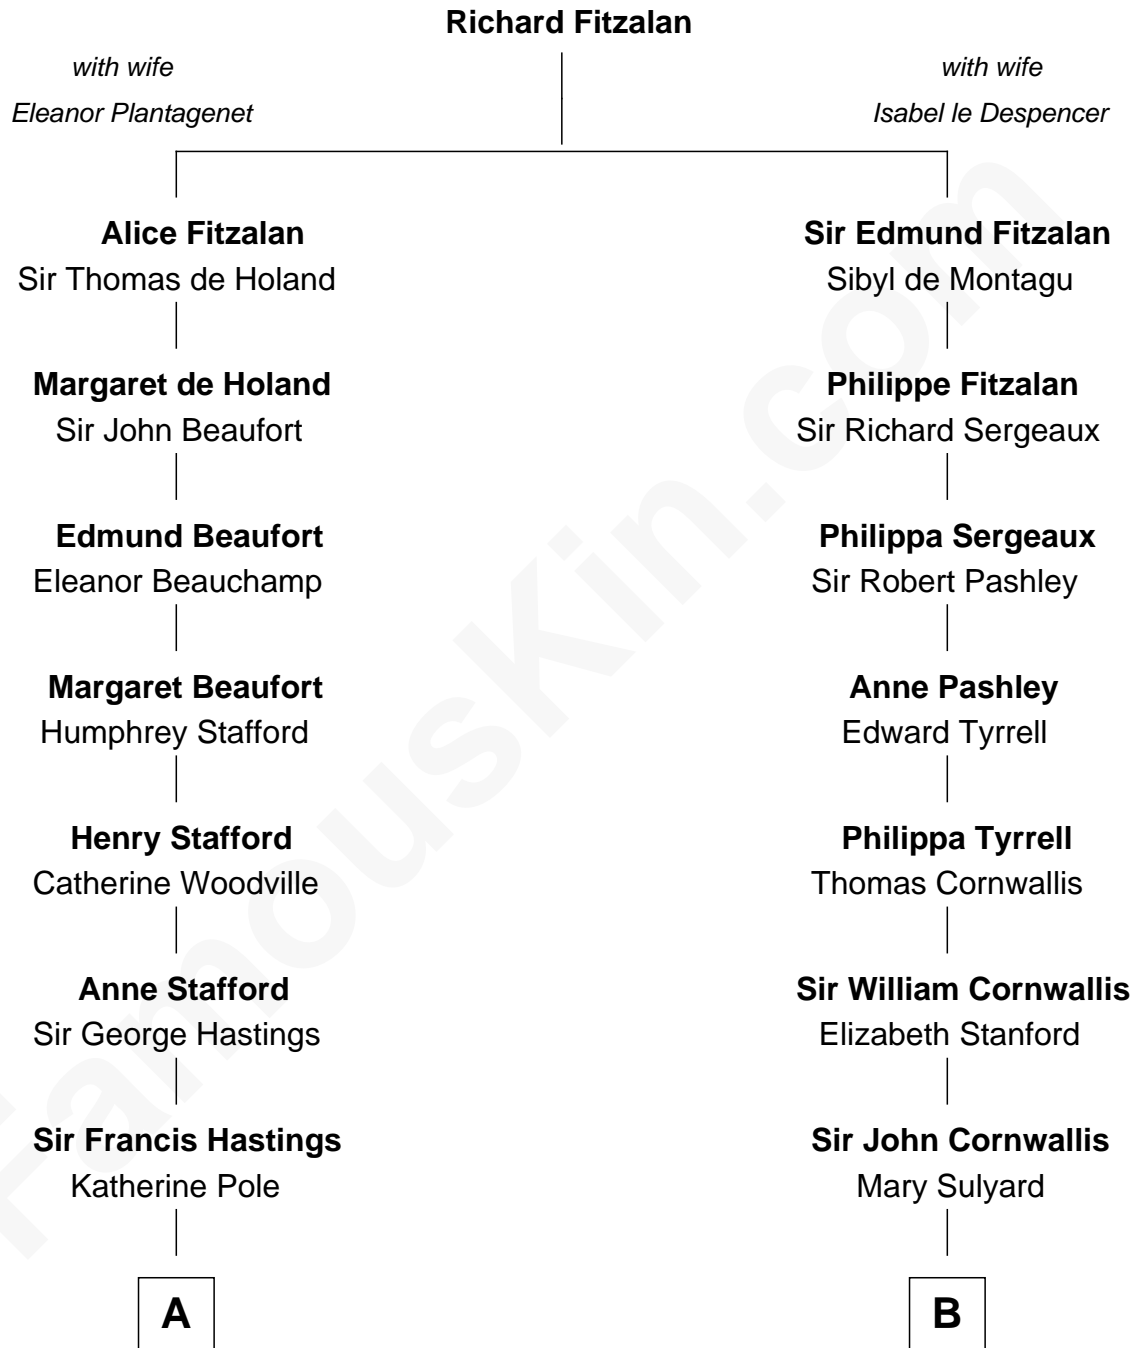 Richard Fitzalan
with wife
Eleanor Plantagenet
with wife
Isabel le Despencer
Alice Fitzalan
Sir Thomas de Holand
Sir Edmund Fitzalan
Sibyl de Montagu
Margaret de Holand
Sir John Beaufort
Philippe Fitzalan
Sir Richard Sergeaux
Edmund Beaufort
Eleanor Beauchamp
Philippa Sergeaux
Sir Robert Pashley
Margaret Beaufort
Humphrey Stafford
Anne Pashley
Edward Tyrrell
Henry Stafford
Catherine Woodville
Philippa Tyrrell
Thomas Cornwallis
Anne Stafford
Sir George Hastings
Sir William Cornwallis
Elizabeth Stanford
Sir Francis Hastings
Katherine Pole
Sir John Cornwallis
Mary Sulyard
A
B
FamousKin.com